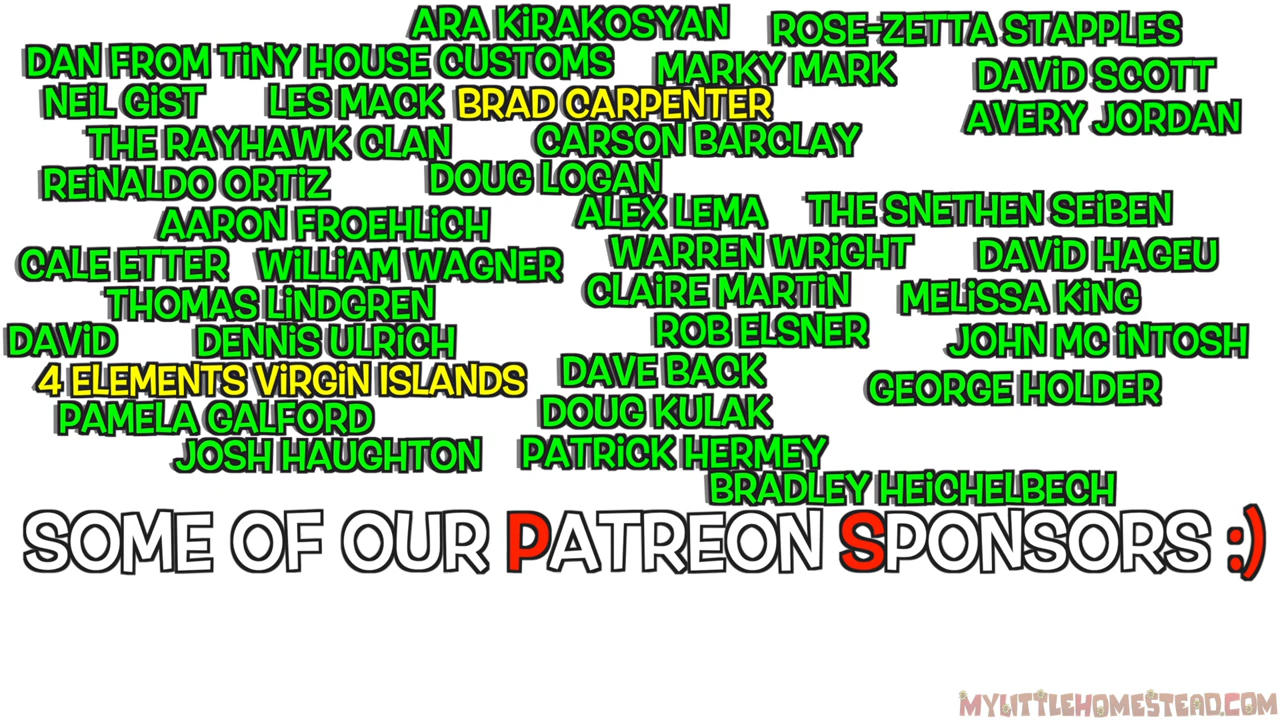 ARA KiRAKOSYAN
ROSE-ZETTA STAPPLES
DAN FROM TiNY HOUSE CUSTOMS
MARKY MARK
DAViD SCOTT
NEiL GiST
LES MACK
BRAD CARPENTER
AVERY JORDAN
THE RAYHAWK CLAN
CARSON BARCLAY
REiNALDO ORTiZ
DOUG LOGAN
AARON FROEHLiCH
ALEX LEMA
THE SNETHEN SEiBEN
CALE ETTER
WiLLiAM WAGNER
WARREN WRiGHT
DAViD HAGEU
THOMAS LiNDGREN
CLAiRE MARTiN
MELiSSA KiNG
DAViD
DENNiS ULRiCH
ROB ELSNER
JOHN MC iNTOSH
4 ELEMENTS ViRGiN ISLANDS
DAVE BACK
GEORGE HOLDER
PAMELA GALFORD
DOUG KULAK
JOSH HAUGHTON
PATRiCK HERMEY
BRADLEY HEiCHELBECH
SOME OF OUR PATREON SPONSORS :)
MYLITTLEHOMESTEAD.COM